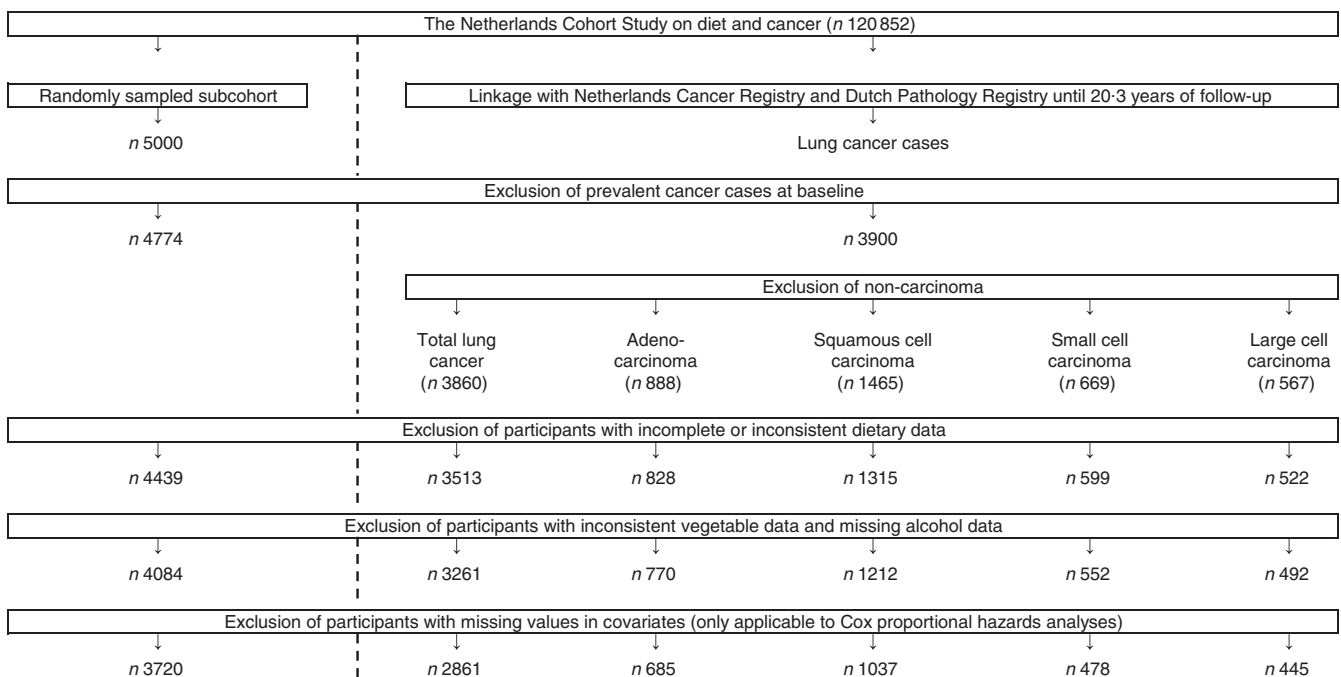 The Netherlands Cohort Study on diet and cancer (n 120 852)
Randomly sampled subcohort
Linkage with Netherlands Cancer Registry and Dutch Pathology Registry until 20·3 years of follow-up
n 5000
Lung cancer cases
Exclusion of prevalent cancer cases at baseline
n 4774
n 3900
Exclusion of non-carcinoma
Total lung
cancer
(n 3860)
Adeno-
carcinoma
(n 888)
Squamous cell
carcinoma
(n 1465)
Small cell
carcinoma
(n 669)
Large cell
carcinoma
(n 567)
Exclusion of participants with incomplete or inconsistent dietary data
n 4439
n 3513
n 828
n 1315
n 599
n 522
Exclusion of participants with inconsistent vegetable data and missing alcohol data
n 4084
n 3261
n 770
n 1212
n 552
n 492
Exclusion of participants with missing values in covariates (only applicable to Cox proportional hazards analyses)
n 3720
n 2861
n 685
n 1037
n 478
n 445